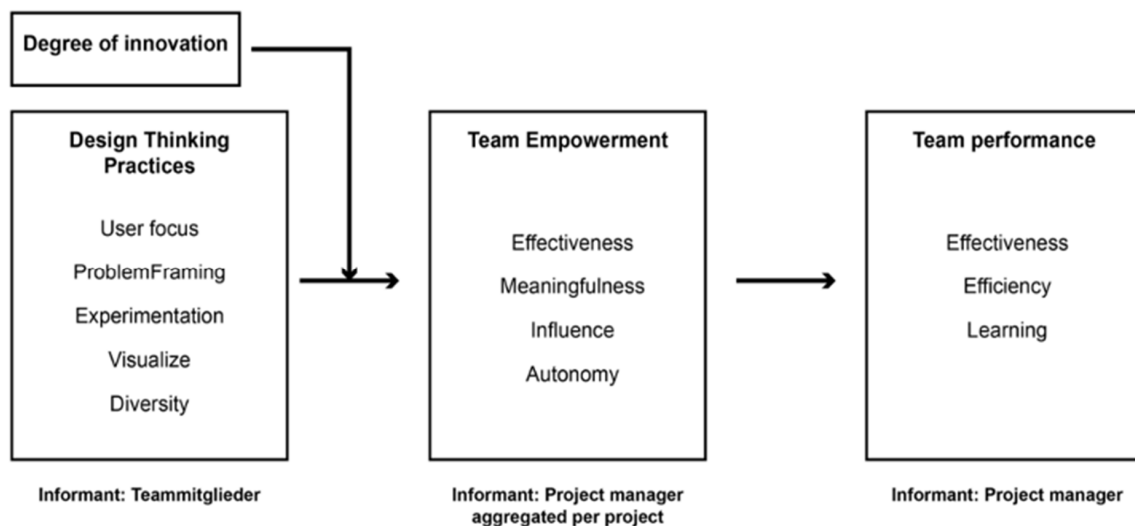 Degree of innovation
Design Thinking
Practices
User focus
ProblemFraming
Experimentation
Visualize
Diversity
Informant: Teammitglieder
Team Empowerment
Effectiveness
Meaningfulness
Influence
Autonomy
Informant: Project manager
aggregated per project
Team performance
Effectiveness
Efficiency
Learning
Informant: Project manager